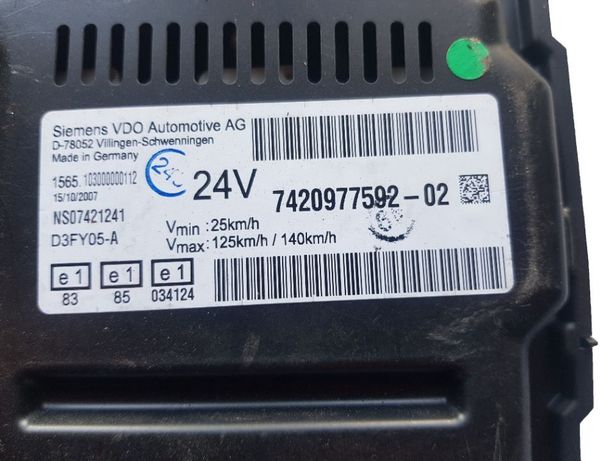 Siemens VDO Automotive AG
D-78052 Villingen-Schwenningen
Made in Germany
1565.103000000112
15/10/2007
24V
7420977592-02
NS07421241
D3FY05-A
Vmin : 25km/h
Vmax: 125km/h / 140km/h
e1 e1 e1
83 85 034124